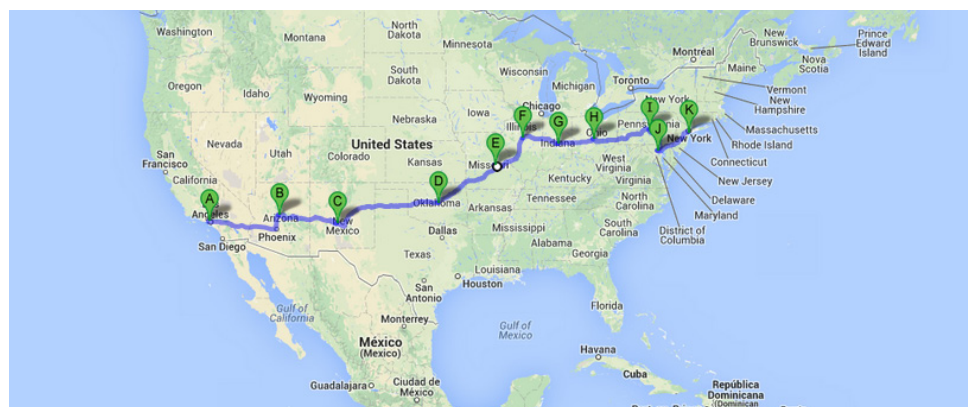 Washington
Montana
North
Dakota
Minnesota
Montréal
New
Brunswick
Prince
Edward
Island
Nova
Scotia
Maine
Oregon
Idaho
Wyoming
South
Dakota
Wisconsin
Michigan
Toronto
Vermont
New
Hampshire
Nebraska
Iowa
Chicago
New York
Massachusetts
Rhode Island
Connecticut
New Jersey
Delaware
Maryland
District of
Columbia
Nevada
Utah
Colorado
United States
Kansas
Illinois
Indiana
Ohio
Pennsylvania
New York
San
Francisco
California
West
Virginia
Kentucky
Virginia
Tennessee
North
Carolina
South
Carolina
Angeles
Arizona
New
Mexico
Oklahoma
Arkansas
San Diego
Phoenix
Dallas
Mississippi
Alabama
Georgia
Texas
Louisiana
San
Antonio
Houston
Florida
Gulf of
California
Monterrey
Gulf of
Mexico
México
(Mexico)
Havana
Cuba
Guadalajara
Ciudad de
México
República
Dominicana
(Dominican
A
B
C
D
E
F
G
H
I
J
K